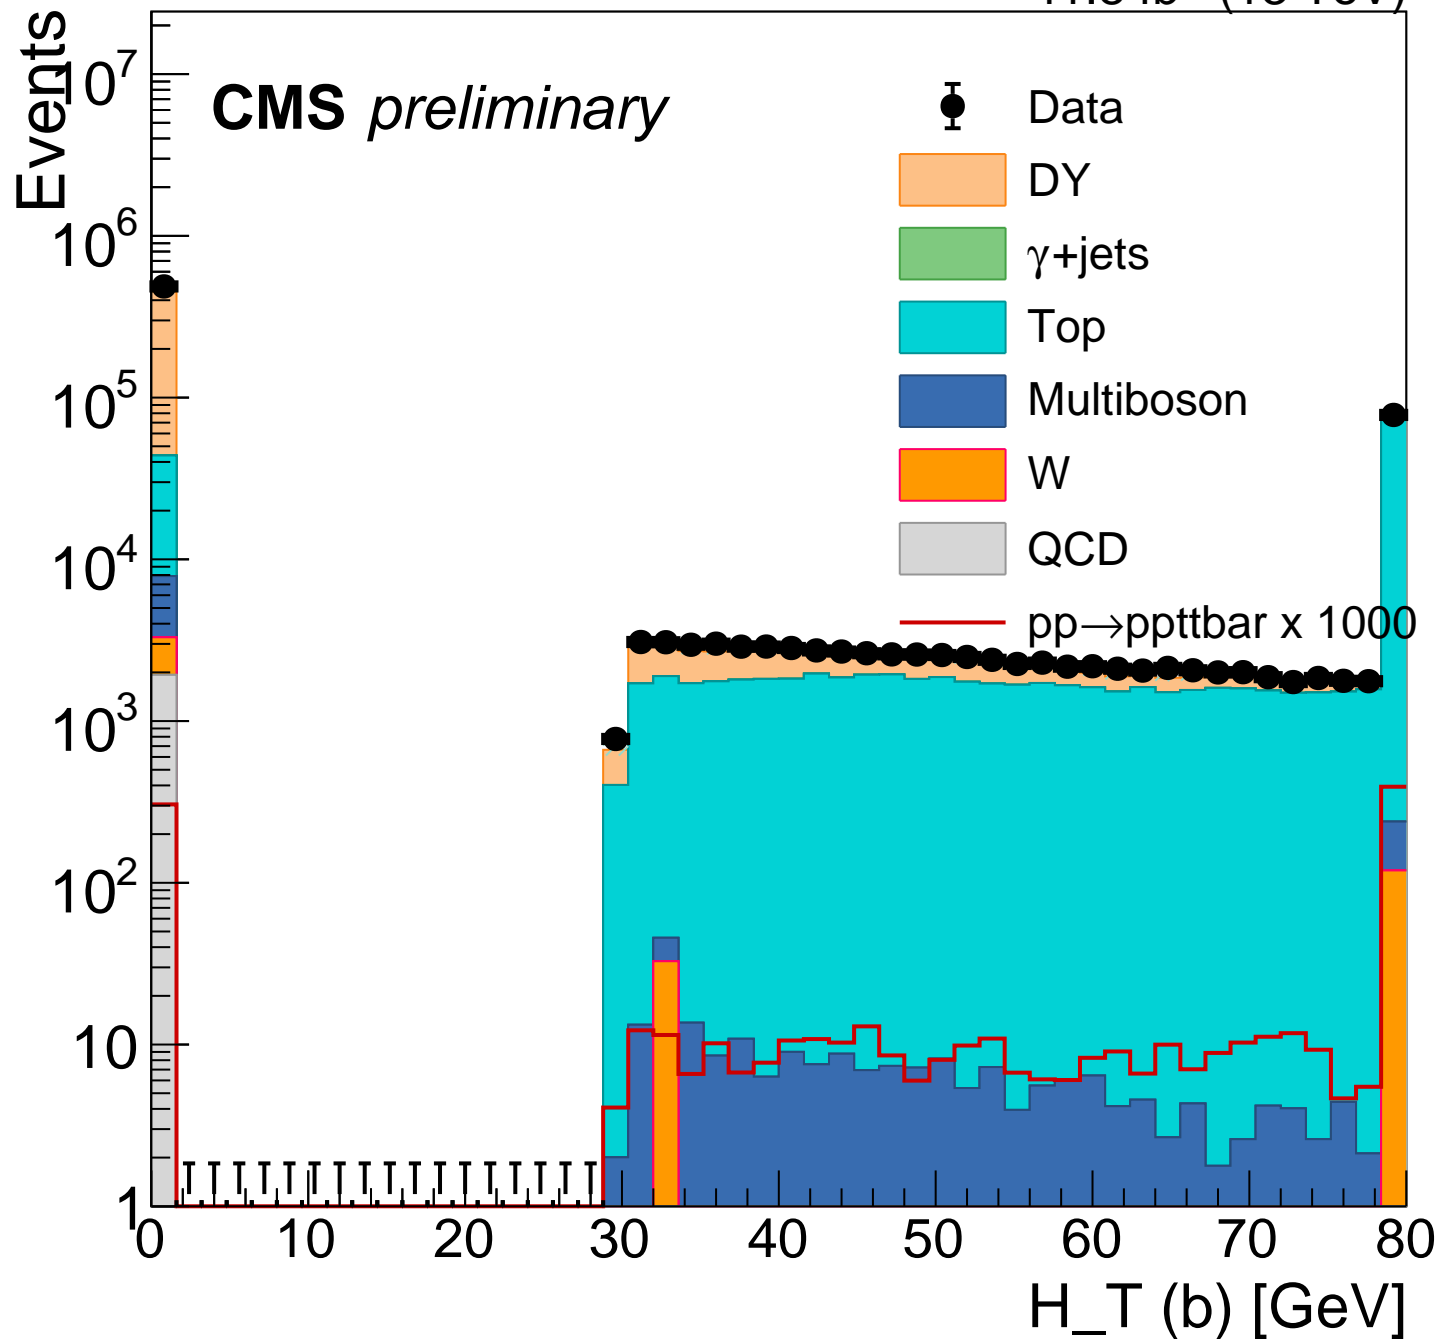 Events
CMS preliminary
Data
DY
γ+jets
Top
Multiboson
W
QCD
pp→ppttbar x 1000
10^7
10^6
10^5
10^4
10^3
10^2
10
1
0 10 20 30 40 50 60 70 80
H_T (b) [GeV]